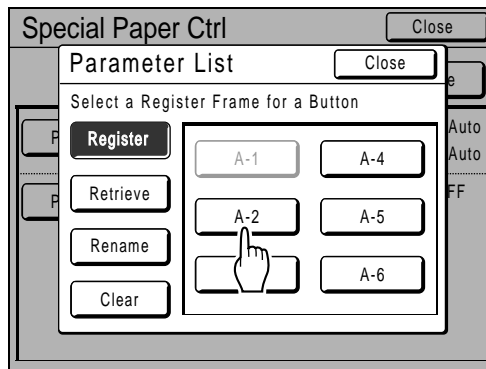 Special Paper Ctrl
Close
Parameter List
Close
e
Select a Register Frame for a Button
P
Auto
Register
A-1
A-4
Auto
P
Retrieve
A-2
A-5
FF
Rename
A-6
Clear